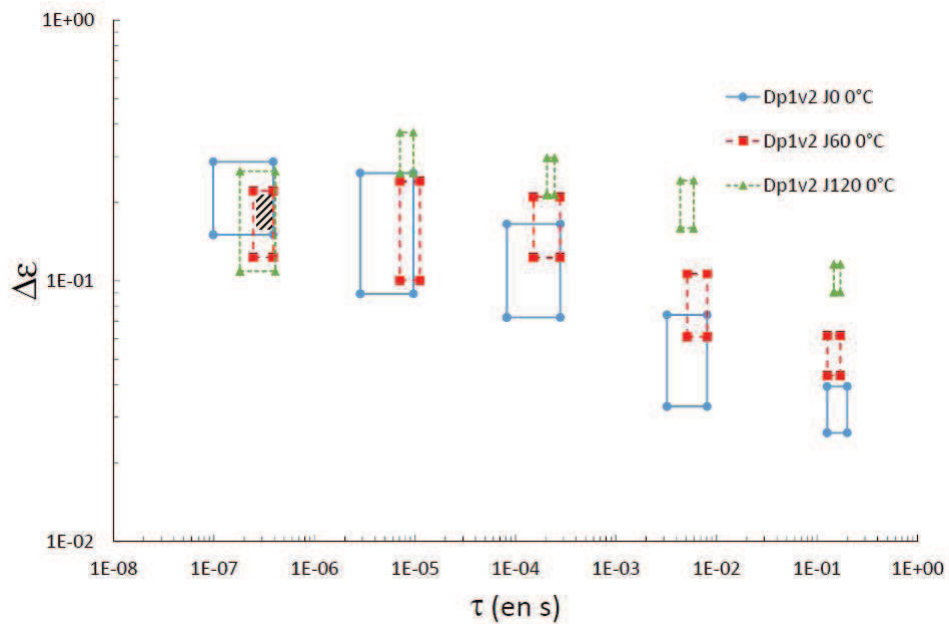 1E+00
Dp1v2 J0 0°C
Dp1v2 J60 0°C
Dp1v2 J120 0°C
Δε
1E-01
1E-02
1E-08 1E-07 1E-06 1E-05 1E-04 1E-03 1E-02 1E-01 1E+00
τ (en s)